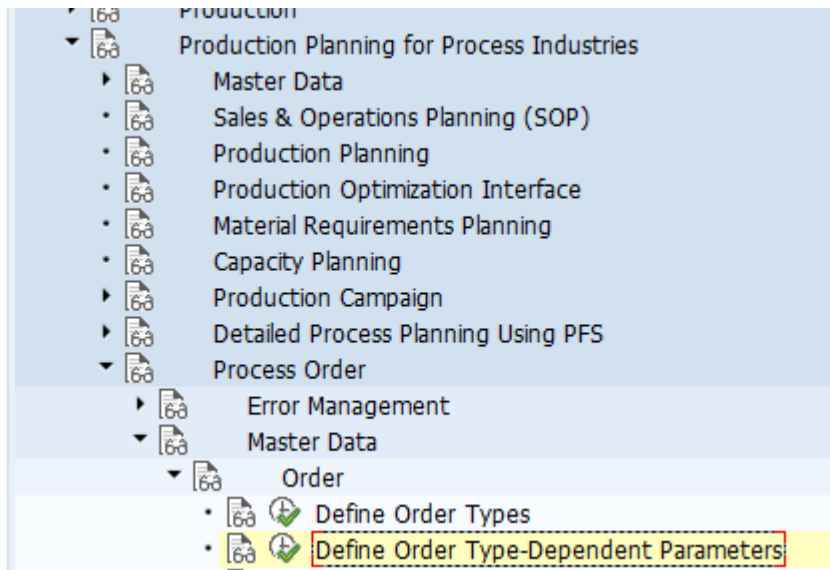 Production
Production Planning for Process Industries
Master Data
Sales & Operations Planning (SOP)
Production Planning
Production Optimization Interface
Material Requirements Planning
Capacity Planning
Production Campaign
Detailed Process Planning Using PFS
Process Order
Error Management
Master Data
Order
Define Order Types
Define Order Type-Dependent Parameters